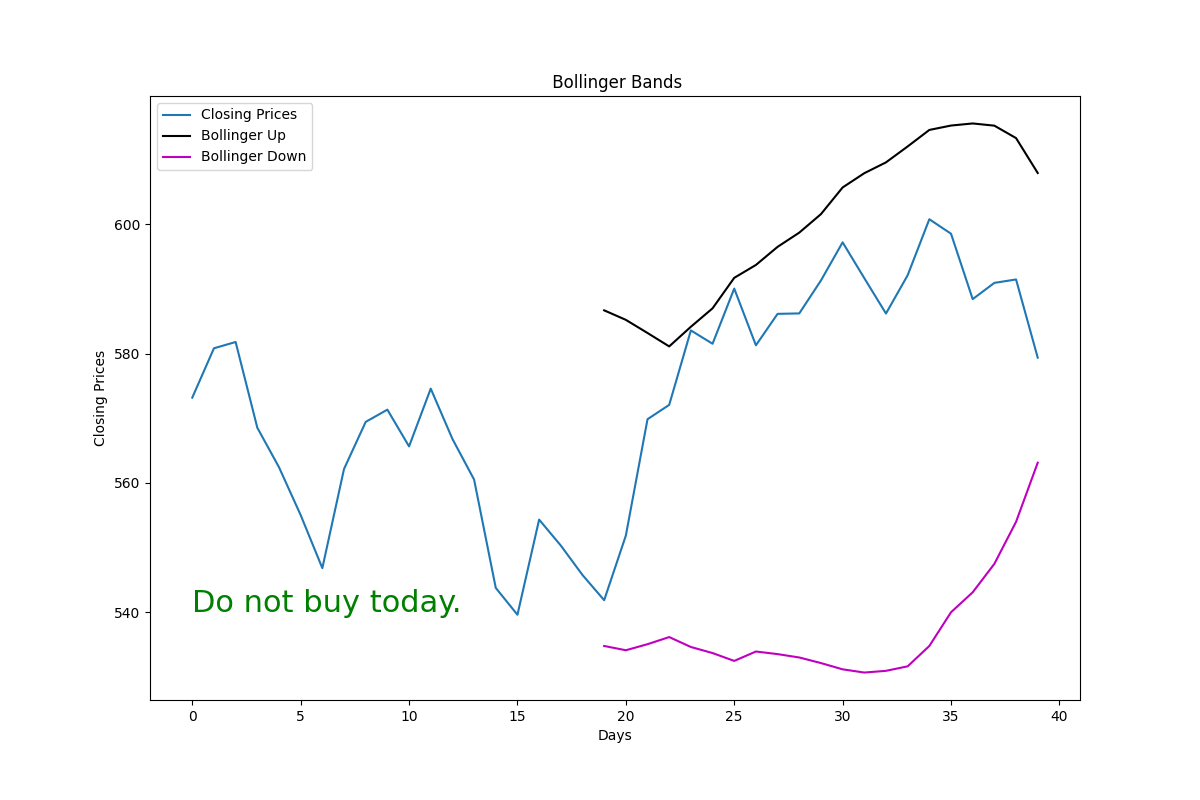 Bollinger Bands
Closing Prices
Bollinger Up
Bollinger Down
600
580
560
540
Closing Prices
Do not buy today.
0 5 10 15 20 25 30 35 40
Days